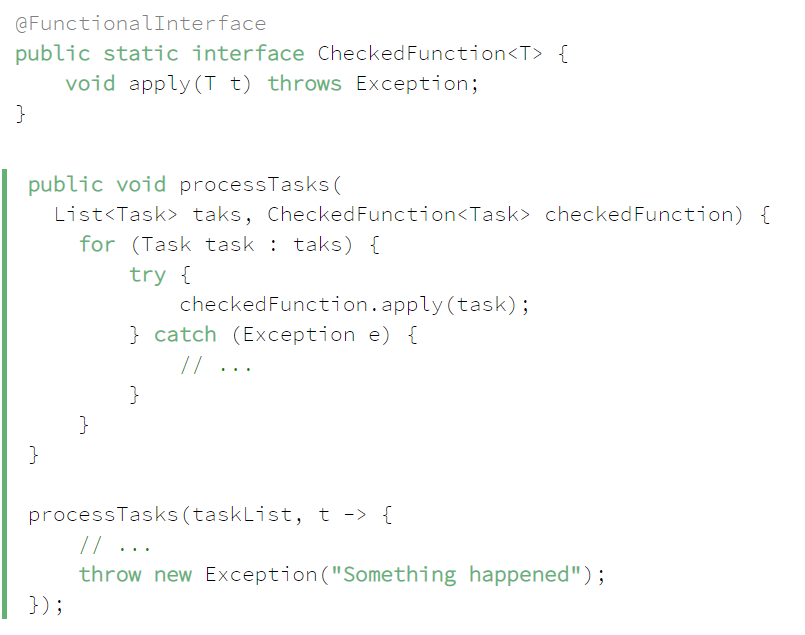 @FunctionalInterface
public static interface CheckedFunction<T> {
    void apply(T t) throws Exception;
}
public void processTasks(
  List<Task> taks, CheckedFunction<Task> checkedFunction) {
    for (Task task : taks) {
        try {
            checkedFunction.apply(task);
        } catch (Exception e) {
            // ...
        }
    }
}
processTasks(taskList, t -> {
    // ...
    throw new Exception("Something happened");
});